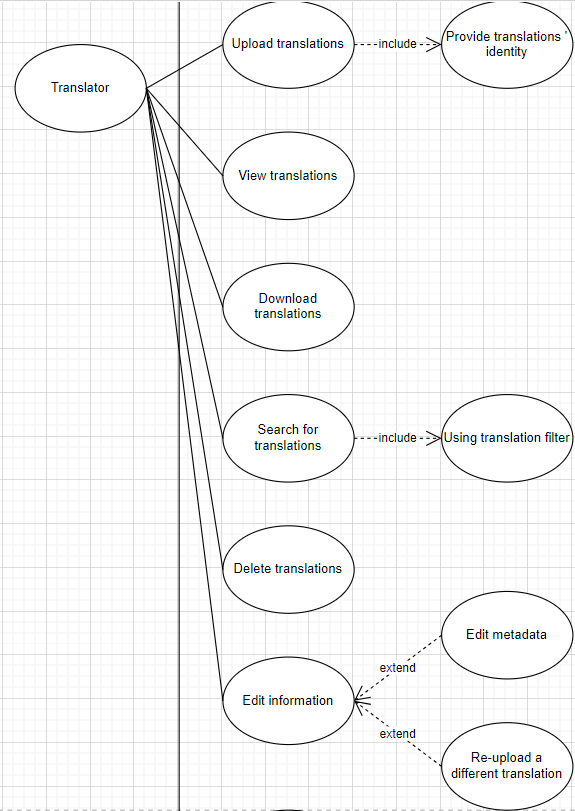 Translator
Upload translations
include
Provide translations '
identity
View translations
Download
translations
Search for
translations
include
Using translation filter
Delete translations
Edit metadata
extend
Edit information
extend
Re-upload a
different translation